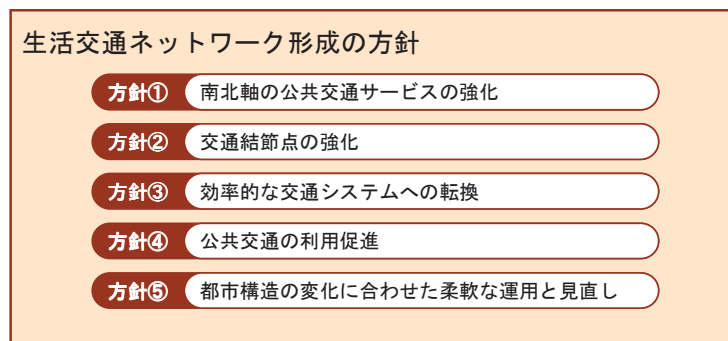 生活交通ネットワーク形成の方針
方針① 南北軸の公共交通サービスの強化
方針② 交通結節点の強化
方針③ 効率的な交通システムへの転換
方針④ 公共交通の利用促進
方針⑤ 都市構造の変化に合わせた柔軟な運用と見直し